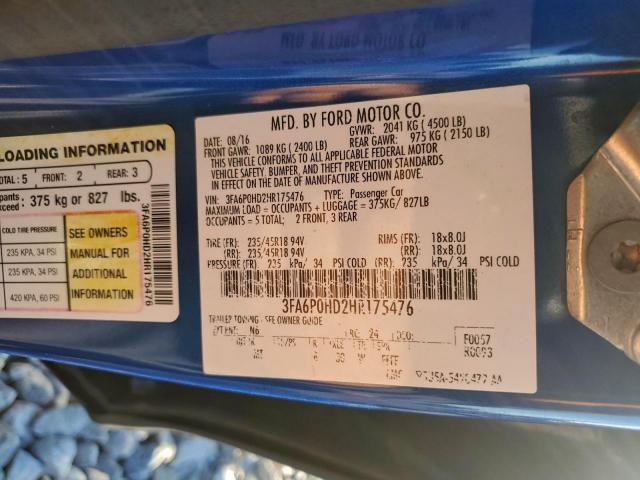 LOADING INFORMATION
TOTAL: 5 FRONT: 2 REAR: 3
375 kg or 827 lbs.
COLD TIRE PRESSURE
SEE OWNERS
235 KPA, 34 PSI
MANUAL FOR
235 KPA, 34 PSI
ADDITIONAL
420 KPA, 60 PSI
INFORMATION
3FA6P0HD2HR175476
MFD. BY FORD MOTOR CO.
DATE: 08/16 GVWR: 2041 KG ( 4500 LB)
FRONT GAWR: 1089 KG ( 2400 LB) REAR GAWR: 975 KG ( 2150 LB)
THIS VEHICLE CONFORMS TO ALL APPLICABLE FEDERAL MOTOR
VEHICLE SAFETY, BUMPER, AND THEFT PREVENTION STANDARDS
IN EFFECT ON THE DATE OF MANUFACTURE SHOWN ABOVE.
VIN: 3FA6P0HD2HR175476 TYPE: Passenger Car
MAXIMUM LOAD = OCCUPANTS + LUGGAGE = 375KG/ 827LB
OCCUPANTS = 5 TOTAL; 2 FRONT, 3 REAR
TIRE (FR): 235/45R18 94V RIMS (FR): 18x8.0J
(RR): 235/45R18 94V (RR): 18x8.0J
PRESSURE (FR) 235 kPa/ 34 PSI COLD (RR) 235 kPa/ 34 PSI COLD
3FA6P0HD2HR175476
TRAILER TOWING - SEE OWNER GUIDE
EXT PNT: N6 RC: 24 F0057
R0093